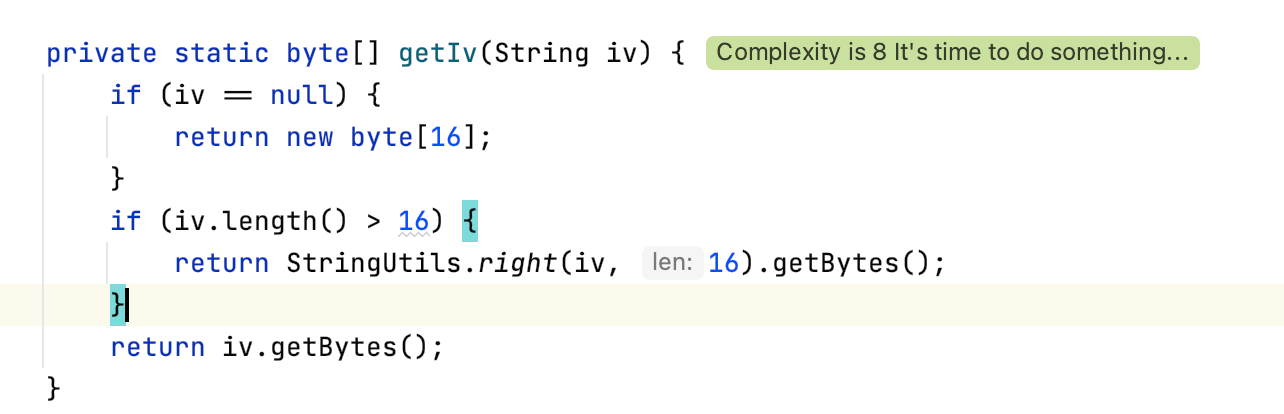 private static byte[] getIv(String iv) { Complexity is 8 It's time to do something...
if (iv == null) {
return new byte[16];
}
if (iv.length() > 16) {
return StringUtils.right(iv, len: 16).getBytes();
}
return iv.getBytes();
}